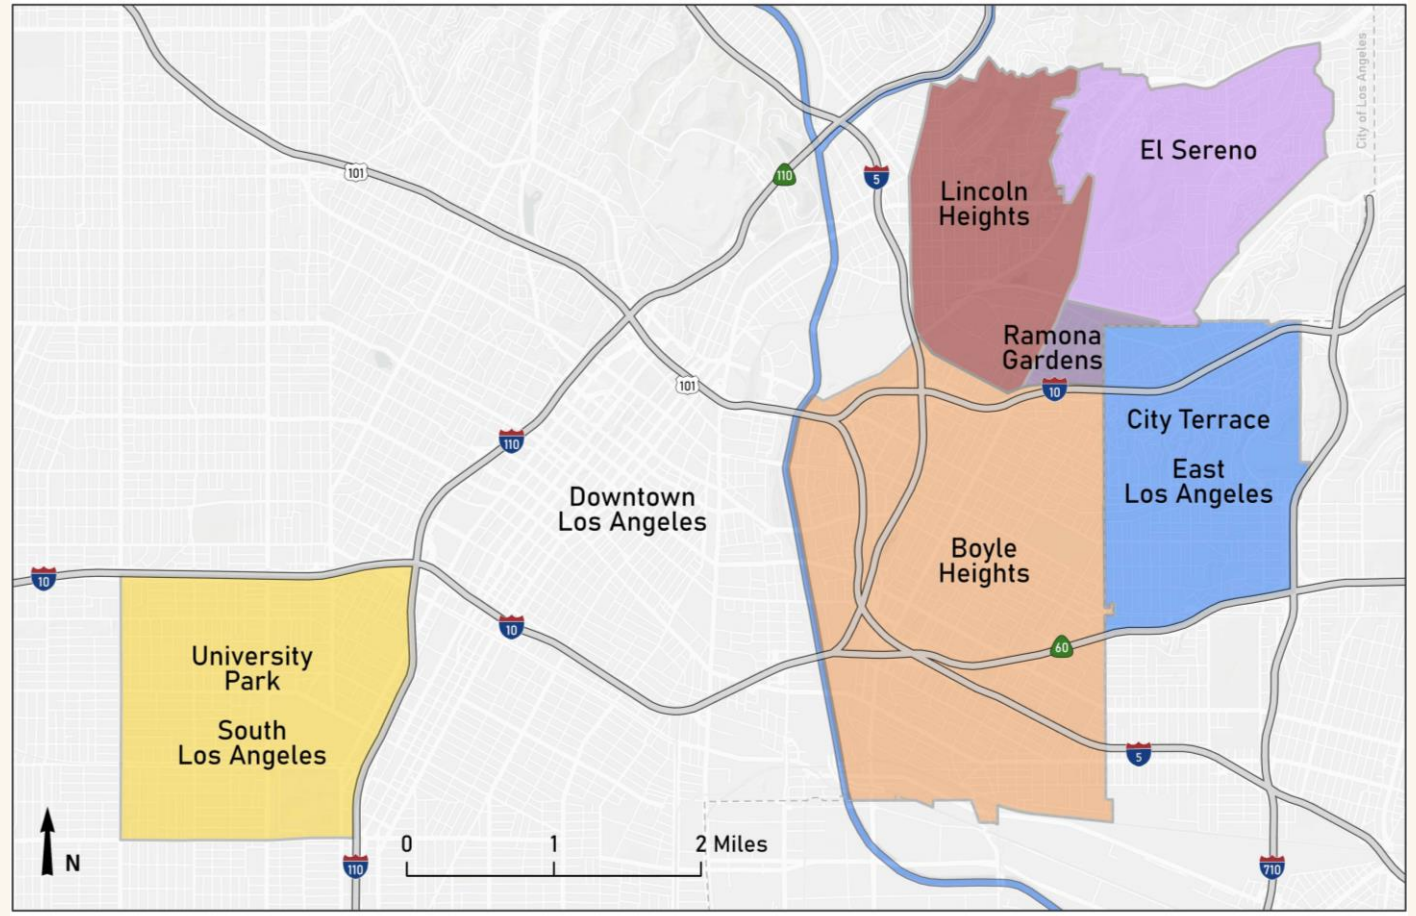 City of Los Angeles
El Sereno
101
110
5
Lincoln
Heights
Ramona
Gardens
101
10
City Terrace
110
East
Los Angeles
Downtown
Los Angeles
Boyle
Heights
10
10
University
Park
60
South
Los Angeles
5
0 1 2 Miles
N
110
710